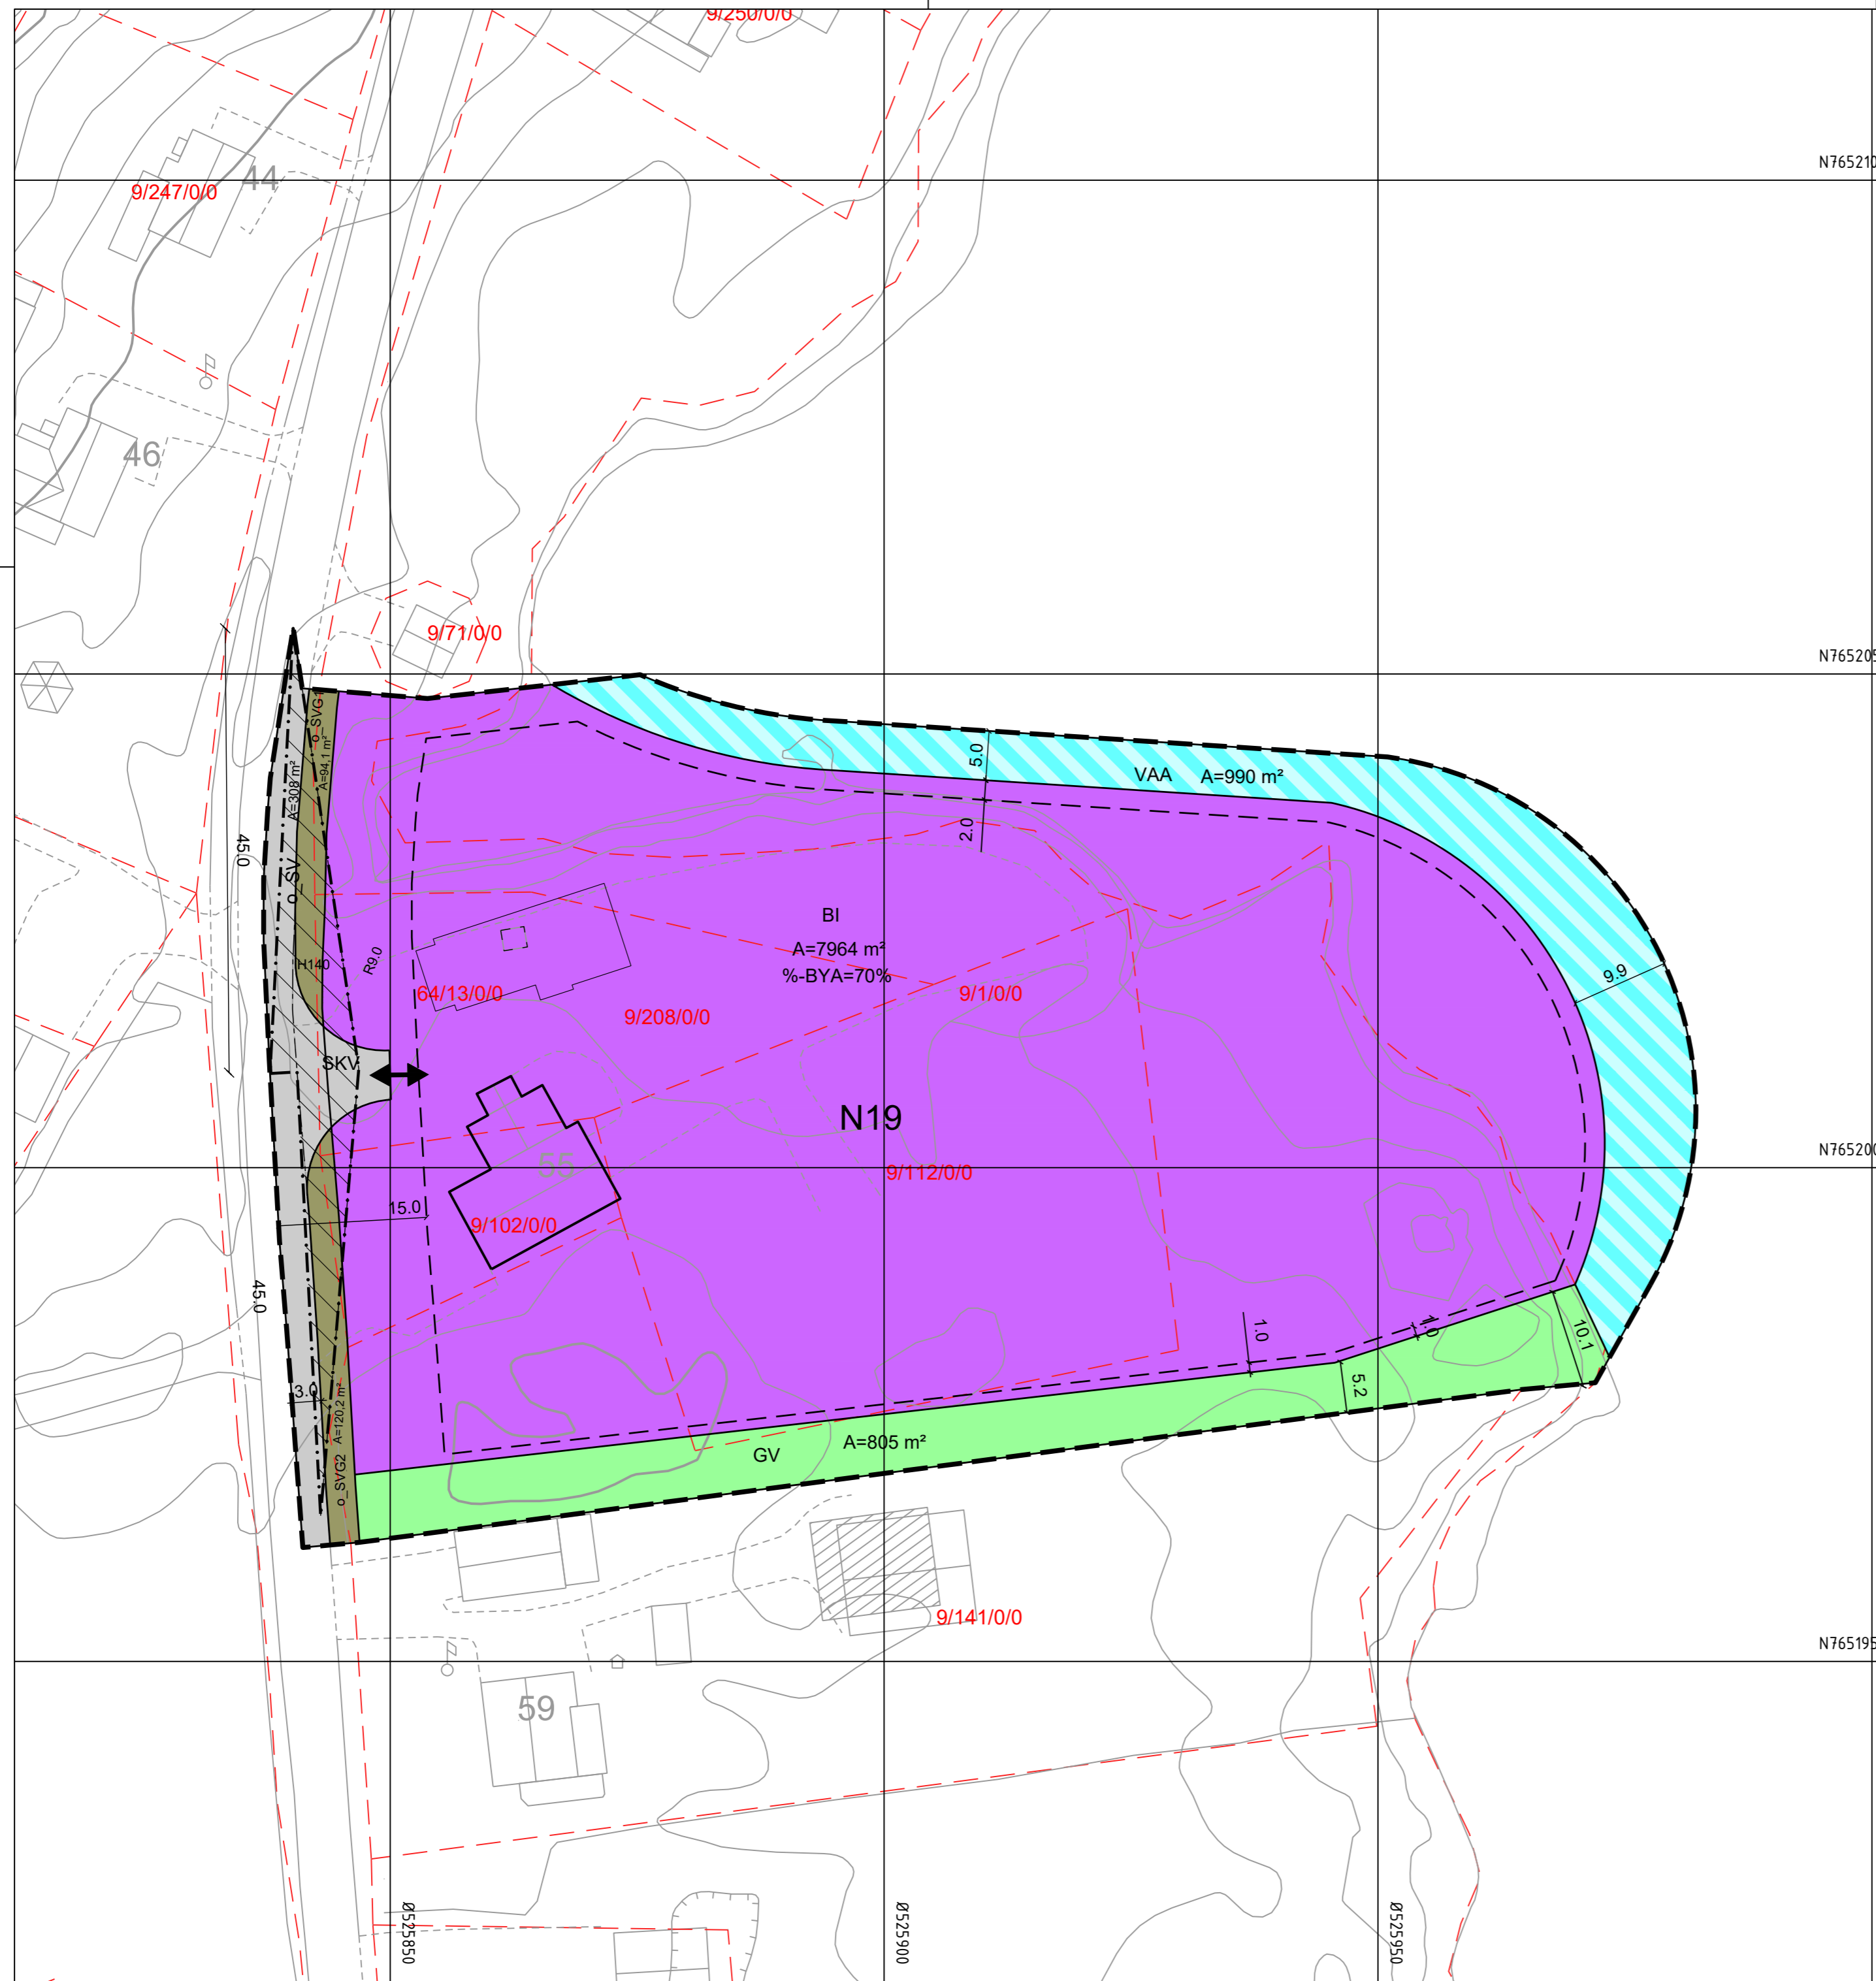 9/250/0/0
N765210
44
9/247/0/0
46
9/71/0/0
N765205
o_SVG1
A=94,1 m²
A=308 m²
o_SV
45.0
5.0
VAA A=990 m²
2.0
BI
A=7964 m²
%-BYA=70%
H140
R9.0
9.9
64/13/0/0
9/208/0/0
9/1/0/0
SKV
N19
N765200
55
9/112/0/0
15.0
9/102/0/0
45.0
1.0
1.0
10.1
5.2
3.0
A=120,2 m²
o_SVG2
A=805 m²
GV
9/141/0/0
N765195
59
Ø525850
Ø525900
Ø525950